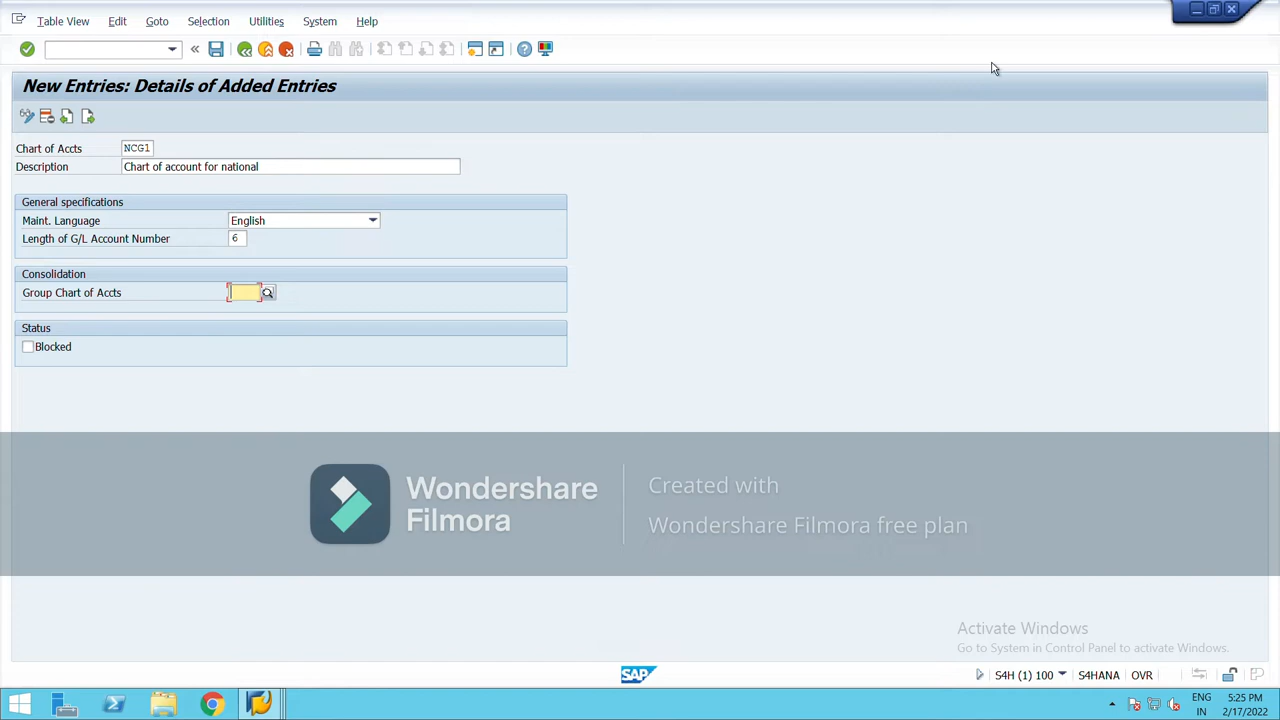 Table View Edit Goto Selection Utilities System Help
New Entries: Details of Added Entries
Chart of Accts NCG1
Description Chart of account for national
General specifications
Maint. Language English
Length of G/L Account Number 6
Consolidation
Group Chart of Accts
Status
Blocked
Wondershare
Filmora
Created with
Wondershare Filmora free plan
Activate Windows
Go to System in Control Panel to activate Windows.
SAP S4H (1) 100 S4HANA OVR
ENG 5:25 PM
IN 2/17/2022